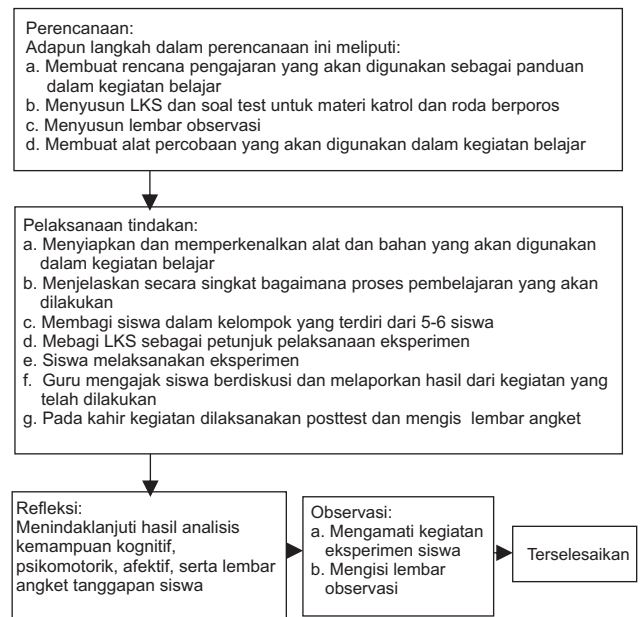 Perencanaan:
Adapun langkah dalam perencanaan ini meliputi:
a. Membuat rencana pengajaran yang akan digunakan sebagai panduan
dalam kegiatan belajar
b. Menyusun LKS dan soal test untuk materi katrol dan roda berporos
c. Menyusun lembar observasi
d. Membuat alat percobaan yang akan digunakan dalam kegiatan belajar
Pelaksanaan tindakan:
a. Menyiapkan dan memperkenalkan alat dan bahan yang akan digunakan
dalam kegiatan belajar
b. Menjelaskan secara singkat bagaimana proses pembelajaran yang akan
dilakukan
c. Membagi siswa dalam kelompok yang terdiri dari 5-6 siswa
d. Mebagi LKS sebagai petunjuk pelaksanaan eksperimen
e. Siswa melaksanakan eksperimen
f. Guru mengajak siswa berdiskusi dan melaporkan hasil dari kegiatan yang
telah dilakukan
g. Pada kahir kegiatan dilaksanakan posttest dan mengis lembar angket
Refleksi:
Menindaklanjuti hasil analisis
kemampuan kognitif,
psikomotorik, afektif, serta lembar
angket tanggapan siswa
Observasi:
a. Mengamati kegiatan
eksperimen siswa
b. Mengisi lembar
observasi
Terselesaikan